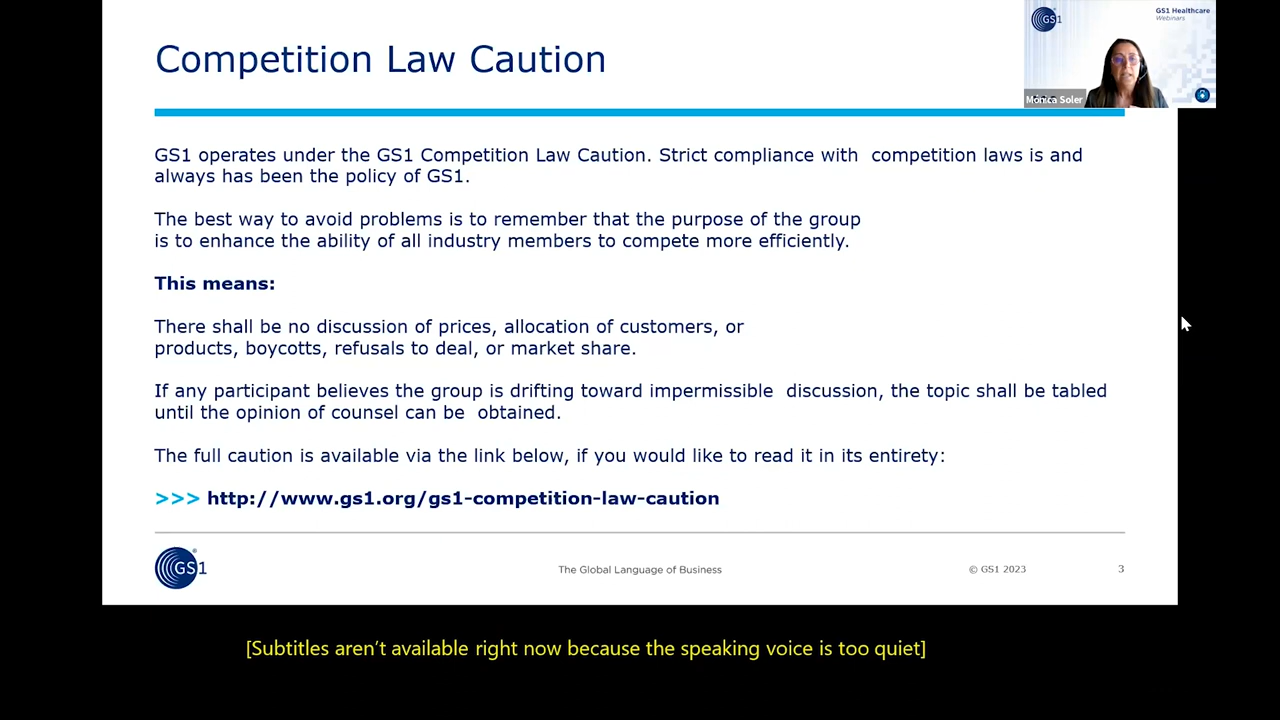 Competition Law Caution
GS1
GS1 Healthcare
Webinars
Mònica Soler
GS1 operates under the GS1 Competition Law Caution. Strict compliance with  competition laws is and
always has been the policy of GS1.
The best way to avoid problems is to remember that the purpose of the group
is to enhance the ability of all industry members to compete more efficiently.
This means:
There shall be no discussion of prices, allocation of customers, or
products, boycotts, refusals to deal, or market share.
If any participant believes the group is drifting toward impermissible  discussion, the topic shall be tabled
until the opinion of counsel can be  obtained.
The full caution is available via the link below, if you would like to read it in its entirety:
>>> http://www.gs1.org/gs1-competition-law-caution
GS1
The Global Language of Business
© GS1 2023
3
[Subtitles aren't available right now because the speaking voice is too quiet]